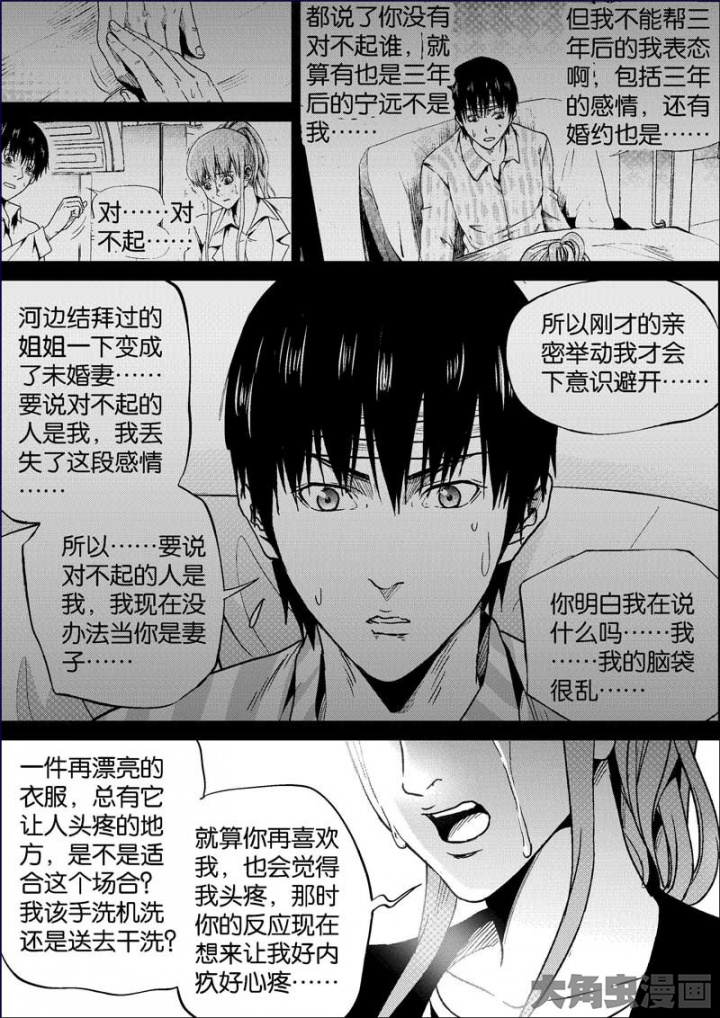 都说了你没有
对不起谁，就
算有也是三年
后的宁远不是
我……
但我不能帮三
年后的我表态
啊，包括三年
的感情，还有
婚约也是……
对……对
不起……
河边结拜过的
姐姐一下变成
了未婚妻……
要说对不起的
人是我，我丢
失了这段感情
……
所以刚才的亲
密举动我才会
下意识避开……
所以……要说
对不起的人是
我，我现在没
办法当你是妻
子……
你明白我在说
什么吗……我
……我的脑袋
很乱……
一件再漂亮的
衣服，总有它
让人头疼的地
方，是不是适
合这个场合？
我该手洗机洗
还是送去干洗？
就算你再喜欢
我，也会觉得
我头疼，那时
你的反应现在
想来让我好内
疚好心疼……
大角虫漫画